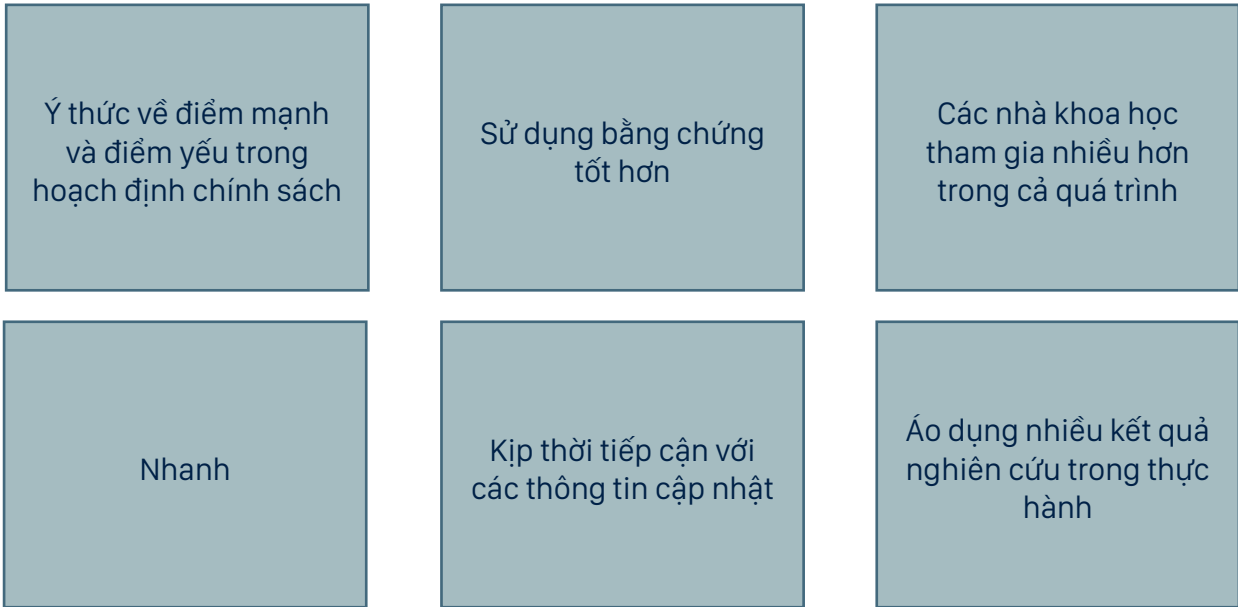 Ý thức về điểm mạnh
và điểm yếu trong
hoạch định chính sách
Sử dụng bằng chứng
tốt hơn
Các nhà khoa học
tham gia nhiều hơn
trong cả quá trình
Nhanh
Kịp thời tiếp cận với
các thông tin cập nhật
Áo dụng nhiều kết quả
nghiên cứu trong thực
hành